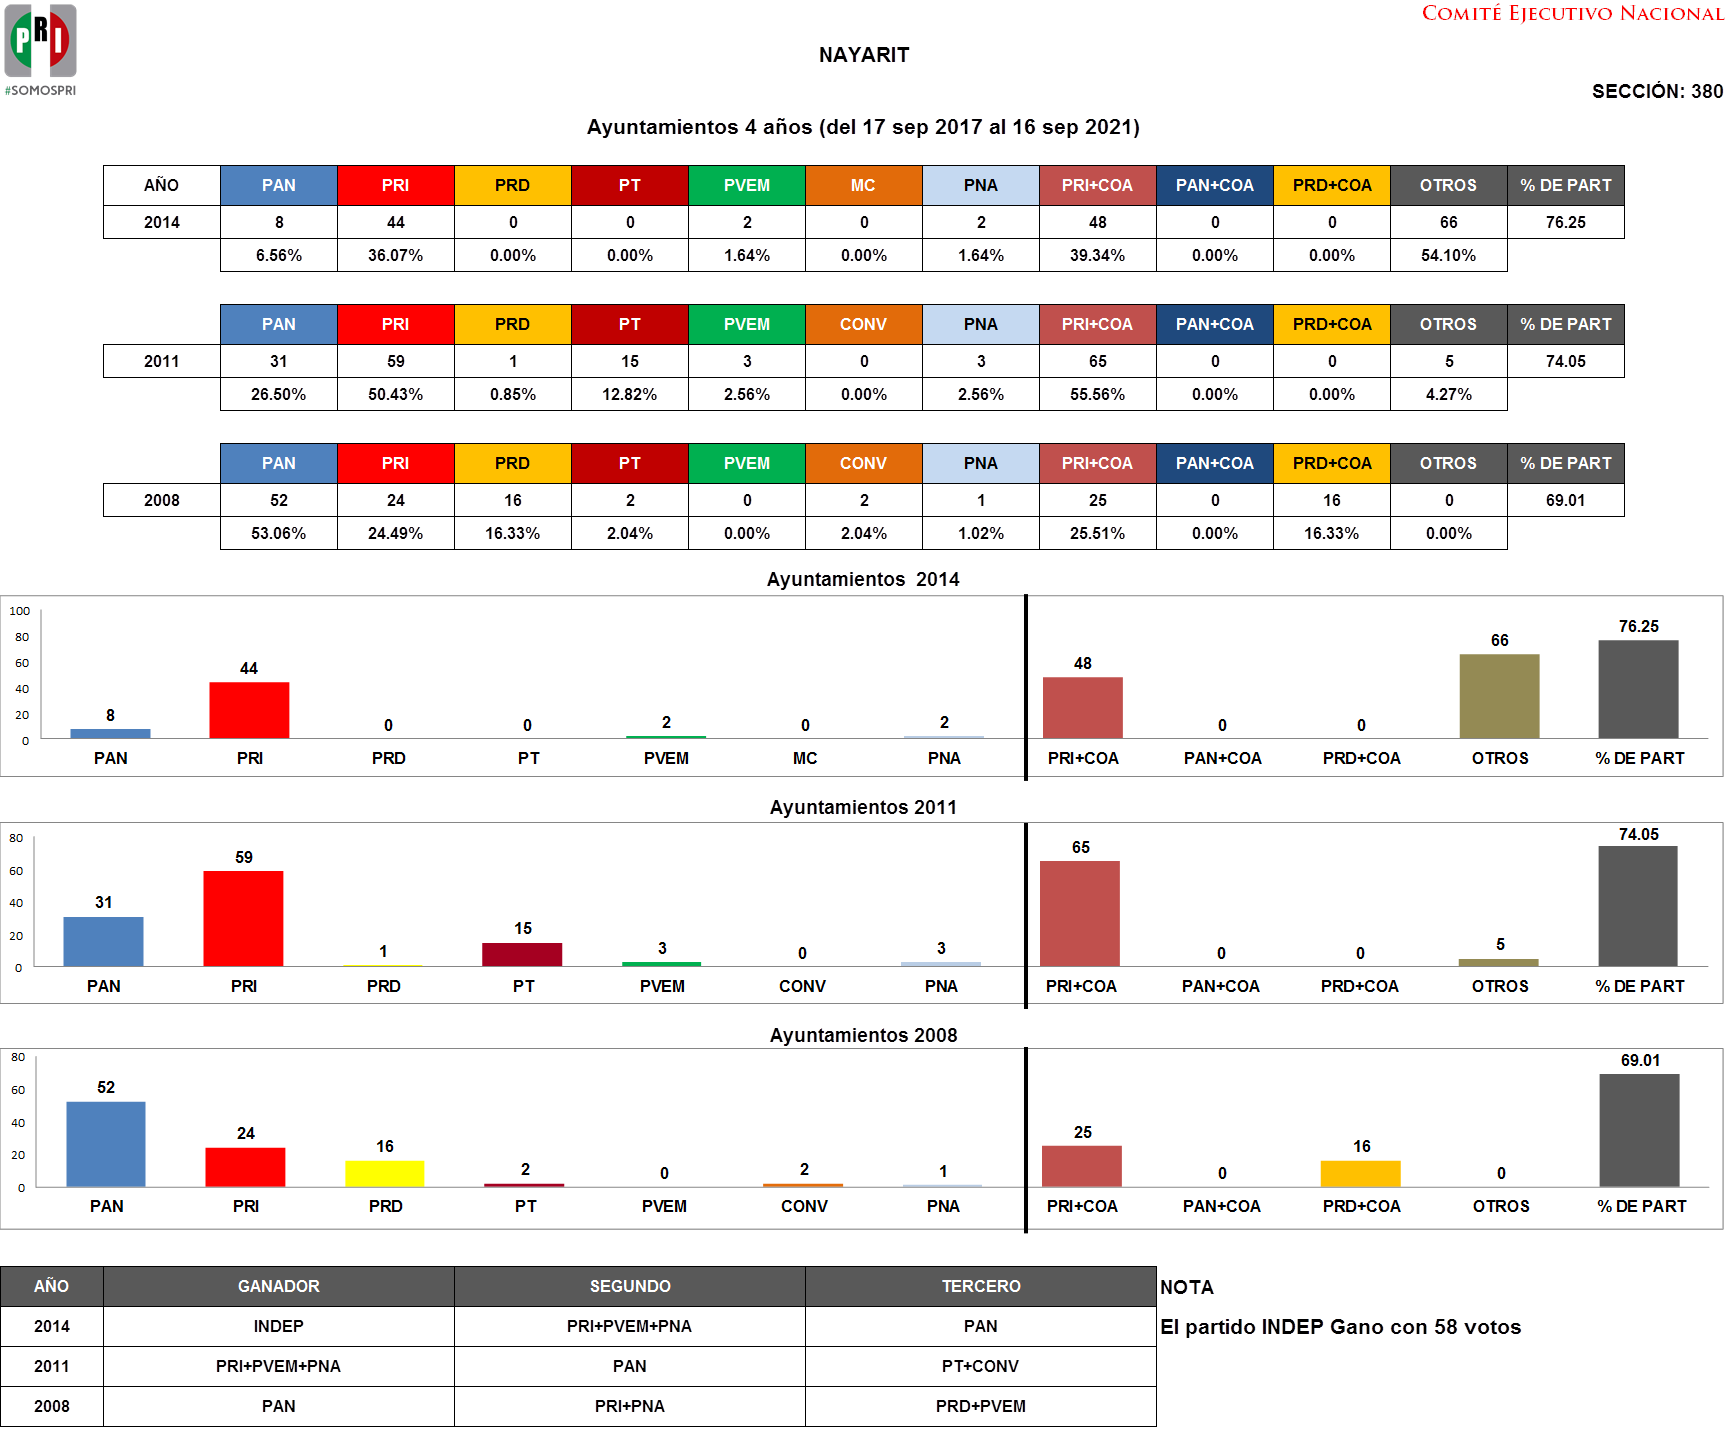 COMITÉ EJECUTIVO NACIONAL
PRI
#SOMOSPRI
NAYARIT
SECCIÓN: 380
Ayuntamientos 4 años (del 17 sep 2017 al 16 sep 2021)
AÑO PAN PRI PRD PT PVEM MC PNA PRI+COA PAN+COA PRD+COA OTROS % DE PART
2014 8 44 0 0 2 0 2 48 0 0 66 76.25
6.56% 36.07% 0.00% 0.00% 1.64% 0.00% 1.64% 39.34% 0.00% 0.00% 54.10%
PAN PRI PRD PT PVEM CONV PNA PRI+COA PAN+COA PRD+COA OTROS % DE PART
2011 31 59 1 15 3 0 3 65 0 0 5 74.05
26.50% 50.43% 0.85% 12.82% 2.56% 0.00% 2.56% 55.56% 0.00% 0.00% 4.27%
PAN PRI PRD PT PVEM CONV PNA PRI+COA PAN+COA PRD+COA OTROS % DE PART
2008 52 24 16 2 0 2 1 25 0 16 0 69.01
53.06% 24.49% 16.33% 2.04% 0.00% 2.04% 1.02% 25.51% 0.00% 16.33% 0.00%
Ayuntamientos 2014
100
80
60
40
20
0
8 44 0 0 2 0 2 48 0 0 66 76.25
PAN PRI PRD PT PVEM MC PNA PRI+COA PAN+COA PRD+COA OTROS % DE PART
Ayuntamientos 2011
80
60
40
20
0
31 59 1 15 3 0 3 65 0 0 5 74.05
PAN PRI PRD PT PVEM CONV PNA PRI+COA PAN+COA PRD+COA OTROS % DE PART
Ayuntamientos 2008
80
60
40
20
0
52 24 16 2 0 2 1 25 0 16 0 69.01
PAN PRI PRD PT PVEM CONV PNA PRI+COA PAN+COA PRD+COA OTROS % DE PART
AÑO GANADOR SEGUNDO TERCERO NOTA
2014 INDEP PRI+PVEM+PNA PAN El partido INDEP Gano con 58 votos
2011 PRI+PVEM+PNA PAN PT+CONV
2008 PAN PRI+PNA PRD+PVEM